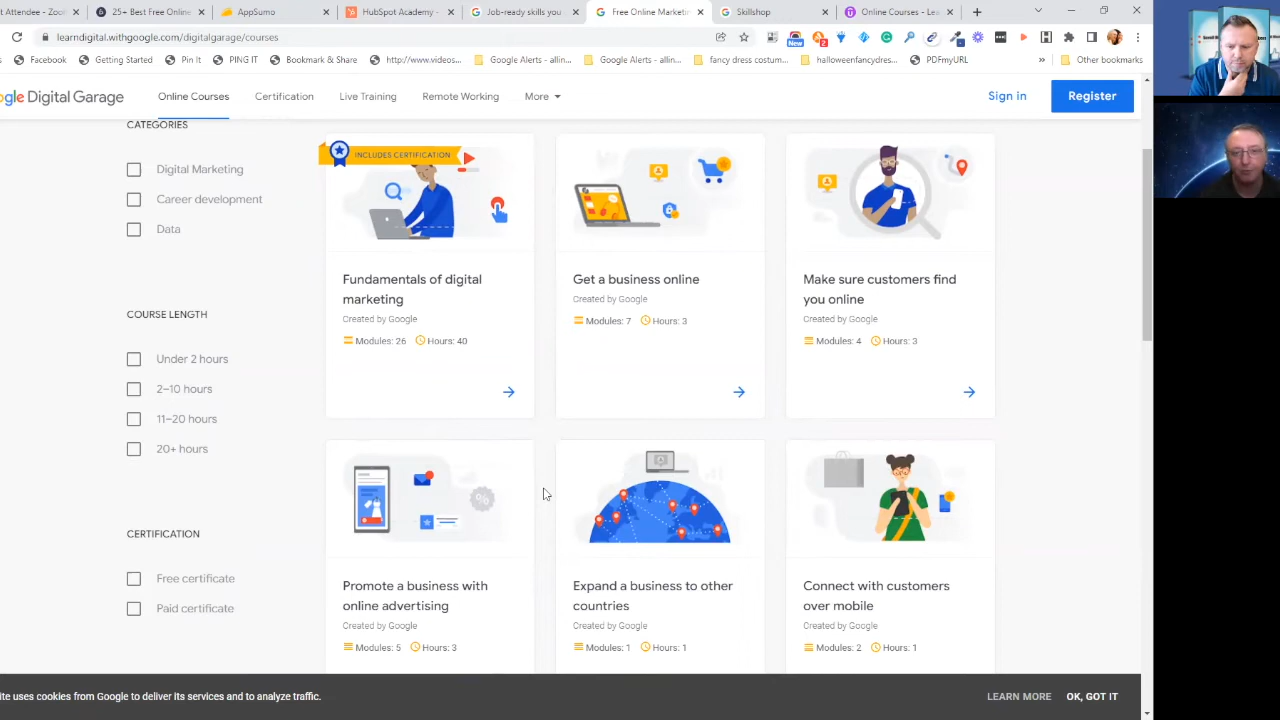 t Attendee - Zoo
25+ Best Free Online
AppSumo
HubSpot Academy -
Job-ready skills you
Free Online Marketin
Skillshop
Online Courses - Lea
learndigital.withgoogle.com/digitalgarage/courses
New
2
Facebook
Getting Started
Pin It
PING IT
Bookmark & Share
http://www.videos...
Google Alerts - allin...
Google Alerts - allin...
fancy dress costum...
halloweenfancydres...
PDFmyURL
»
Other bookmarks
gle Digital Garage
Online Courses
Certification
Live Training
Remote Working
More
Sign in
Register
CATEGORIES
Digital Marketing
Career development
Data
COURSE LENGTH
Under 2 hours
2–10 hours
11–20 hours
20+ hours
CERTIFICATION
Free certificate
Paid certificate
INCLUDES CERTIFICATION
Fundamentals of digital
marketing
Created by Google
Modules: 26 Hours: 40
Get a business online
Created by Google
Modules: 7 Hours: 3
Make sure customers find
you online
Created by Google
Modules: 4 Hours: 3
Promote a business with
online advertising
Created by Google
Modules: 5 Hours: 3
Expand a business to other
countries
Created by Google
Modules: 1 Hours: 1
Connect with customers
over mobile
Created by Google
Modules: 2 Hours: 1
ite uses cookies from Google to deliver its services and to analyze traffic.
LEARN MORE
OK, GOT IT